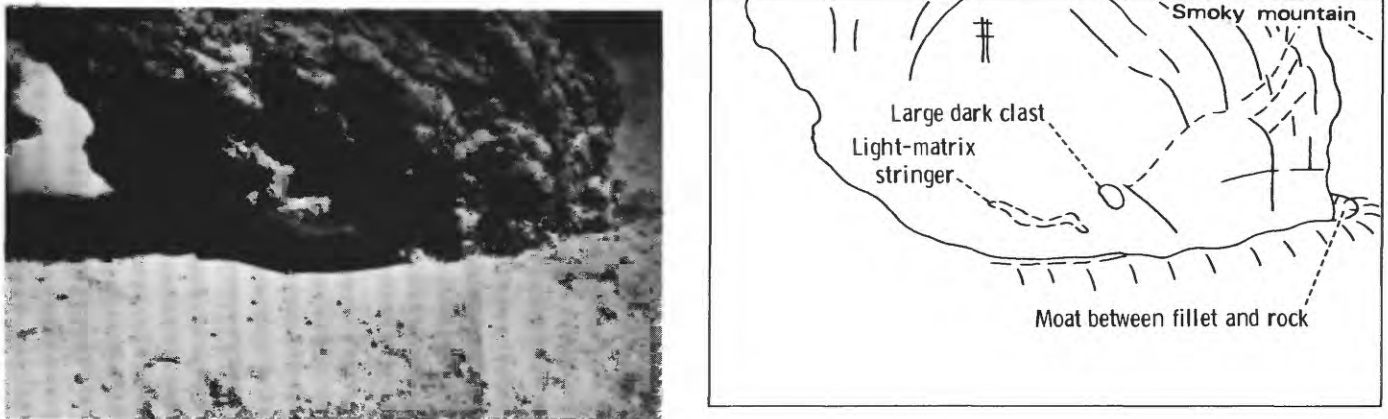 Smoky mountain
Large dark clast
Light-matrix
stringer
Moat between fillet and rock